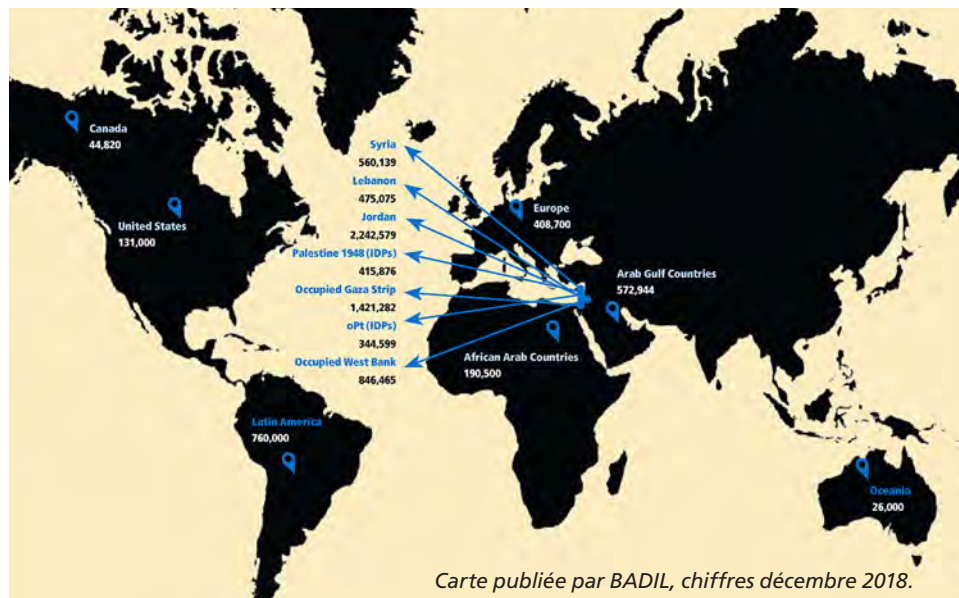 Canada
44,820
United States
131,000
Syria
560,139
Lebanon
475,075
Jordan
2,242,579
Palestine 1948 (IDPs)
415,876
Occupied Gaza Strip
1,421,282
oPt (IDPs)
344,599
Occupied West Bank
846,465
Europe
408,700
Arab Gulf Countries
572,944
African Arab Countries
190,500
Latin America
760,000
Oceania
26,000
Carte publiée par BADIL, chiffres décembre 2018.